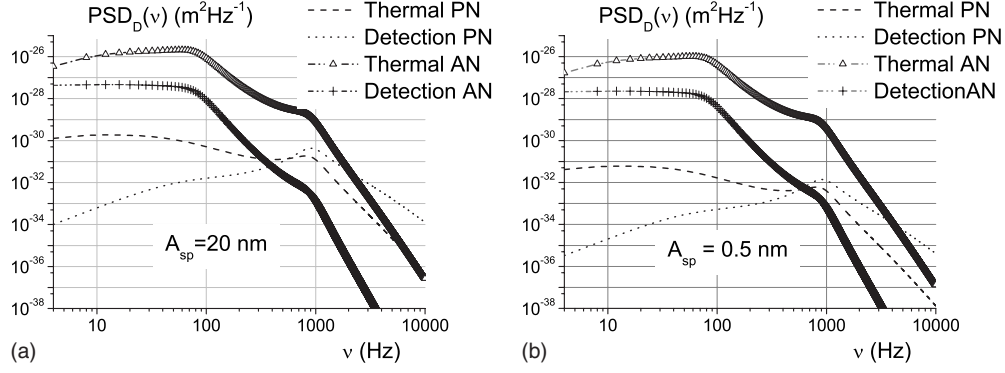 PSD_D(ν) (m²Hz⁻¹)
Thermal PN
Detection PN
Thermal AN
Detection AN
10⁻²⁶
10⁻²⁸
10⁻³⁰
10⁻³²
10⁻³⁴
10⁻³⁶
10⁻³⁸
A_sp=20 nm
10 100 1000 10000
(a) ν (Hz)
PSD_D(ν) (m²Hz⁻¹)
Thermal PN
Detection PN
Thermal AN
DetectionAN
10⁻²⁶
10⁻²⁸
10⁻³⁰
10⁻³²
10⁻³⁴
10⁻³⁶
10⁻³⁸
A_sp = 0.5 nm
10 100 1000 10000
(b) ν (Hz)